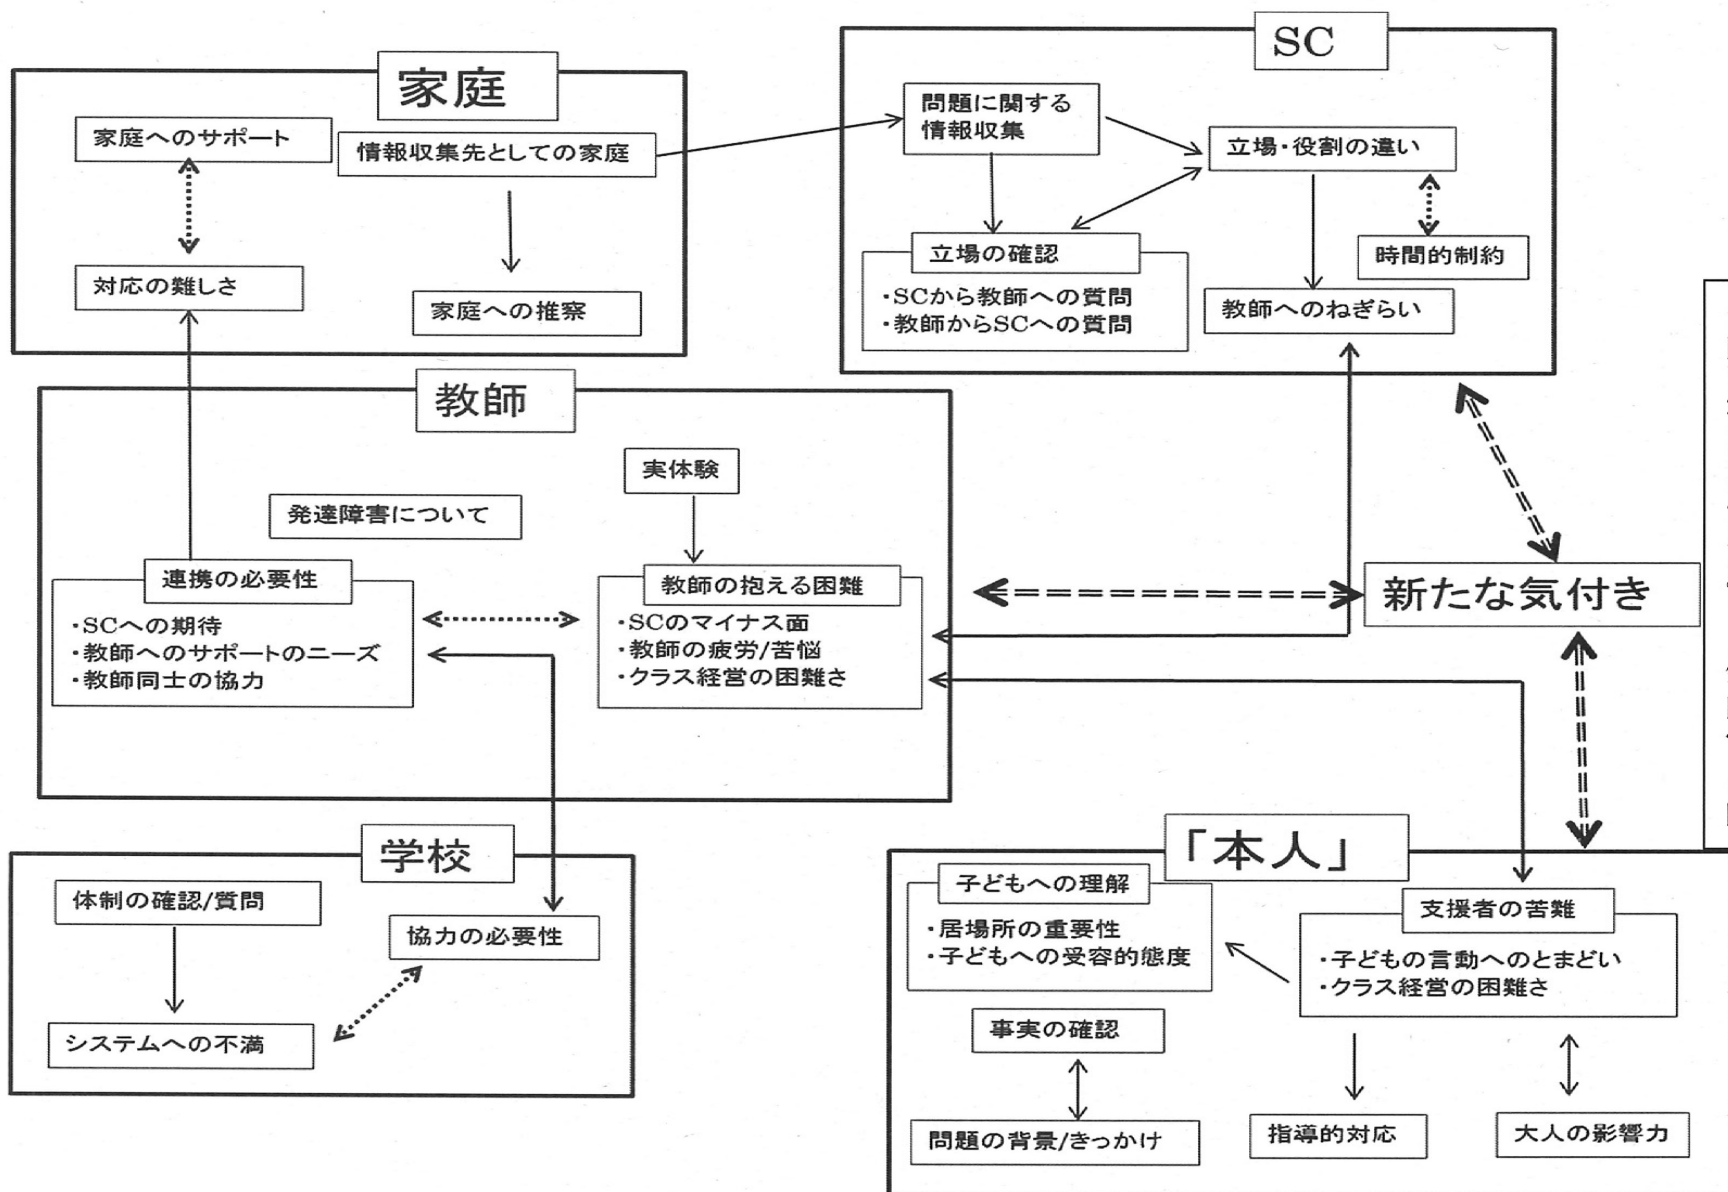 家庭
家庭へのサポート
情報収集先としての家庭
対応の難しさ
家庭への推察
SC
問題に関する
情報収集
立場・役割の違い
立場の確認
・SCから教師への質問
・教師からSCへの質問
時間的制約
教師へのねぎらい
教師
実体験
発達障害について
連携の必要性
・SCへの期待
・教師へのサポートのニーズ
・教師同士の協力
教師の抱える困難
・SCのマイナス面
・教師の疲労/苦悩
・クラス経営の困難さ
新たな気付き
学校
体制の確認/質問
協力の必要性
システムへの不満
「本人」
子どもへの理解
・居場所の重要性
・子どもへの受容的態度
支援者の苦難
・子どもの言動へのとまどい
・クラス経営の困難さ
事実の確認
問題の背景/きっかけ
指導的対応
大人の影響力